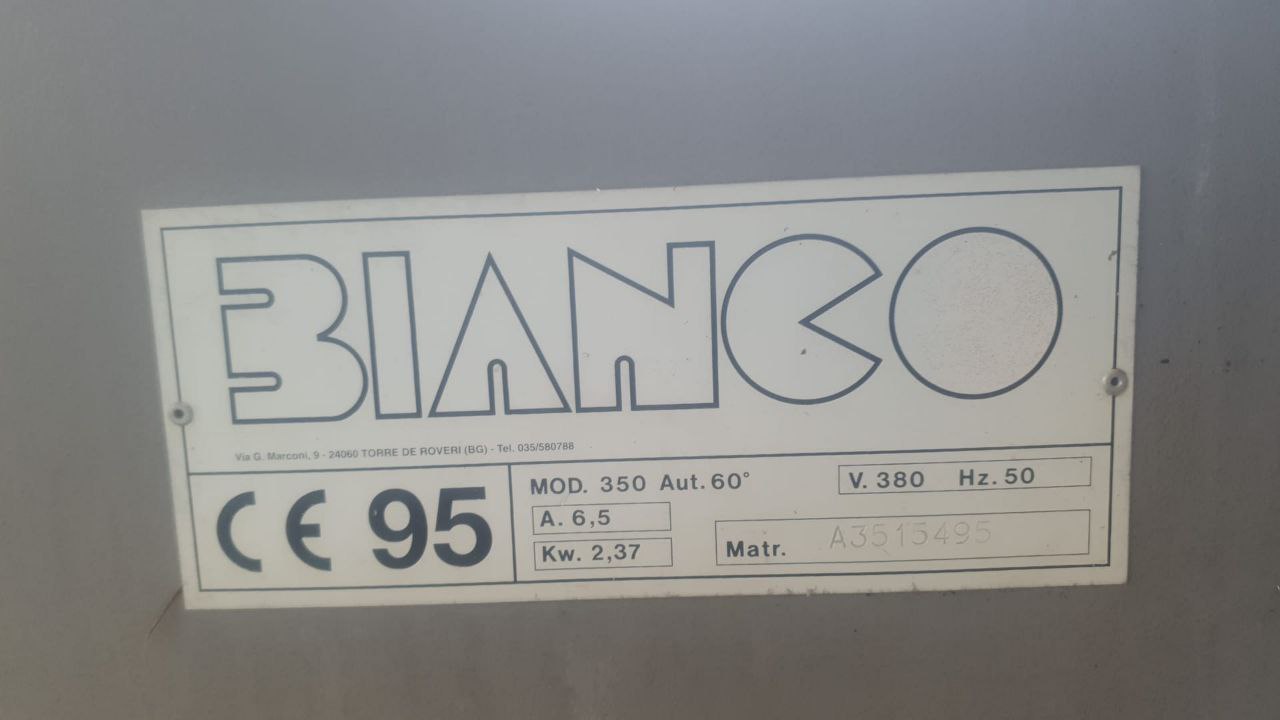 BIANCO
Via G. Marconi, 9 - 24060 TORRE DE ROVERI (BG) - Tel. 035/580788
CE 95
MOD. 350 Aut. 60°
V. 380 Hz. 50
A. 6,5
Kw. 2,37
Matr. A3515495